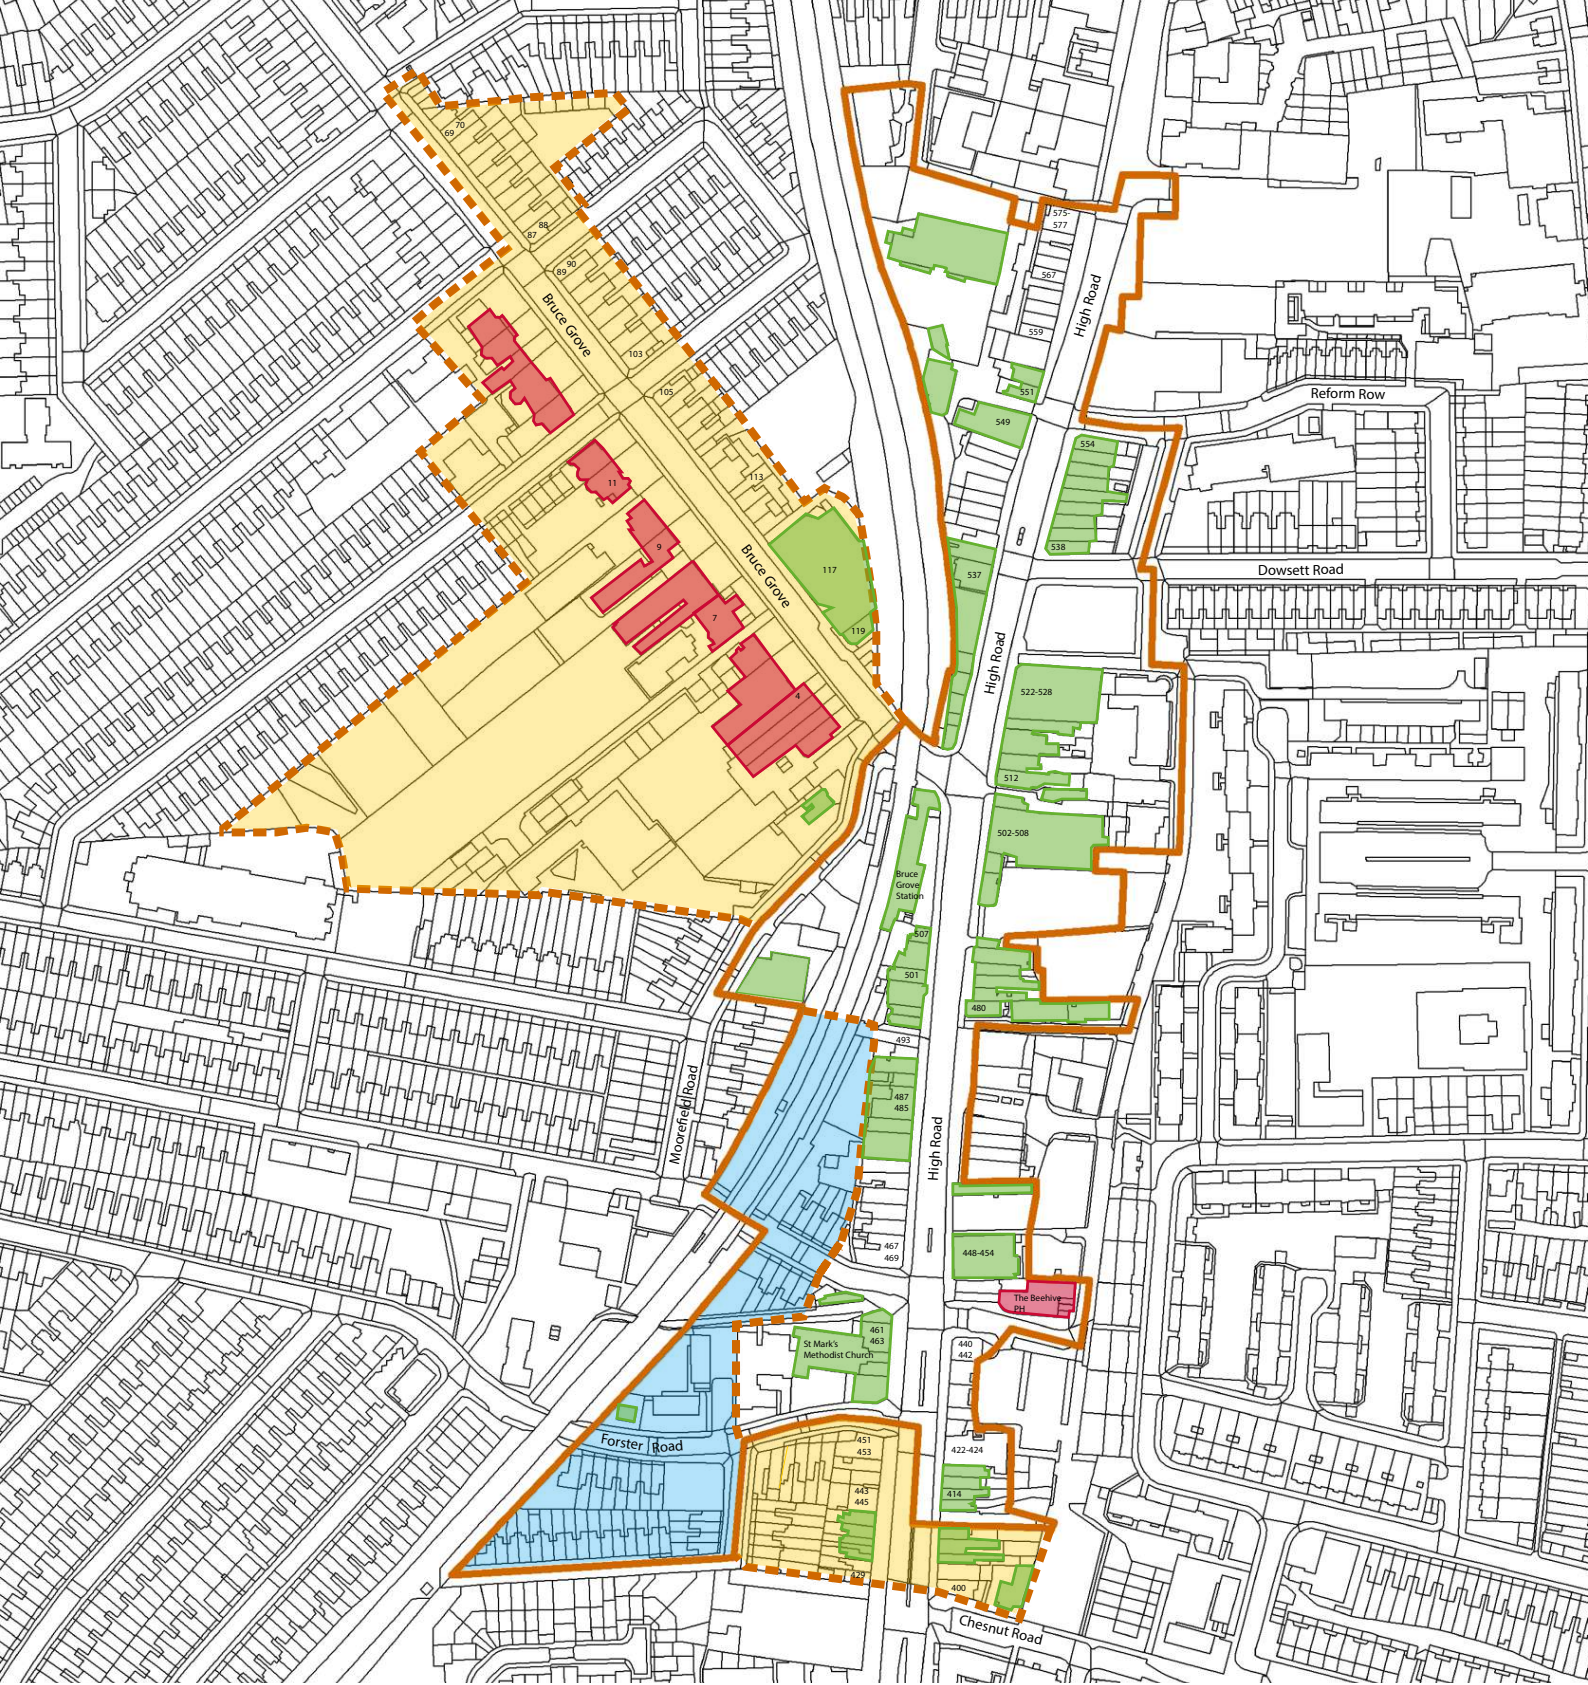 70
69
88
87
90
89
Bruce Grove
103
105
113
11
9
7
4
Bruce Grove
117
119
575-
577
567
559
High Road
551
549
Reform Row
554
538
537
Dowsett Road
High Road
522-528
512
502-508
Bruce
Grove
Station
507
501
480
493
487
485
Moorefield Road
High Road
467
469
448-454
The Beehive
PH
461
463
St Mark's
Methodist Church
440
442
Forster Road
451
453
422-424
443
445
414
429
400
Chesnut Road